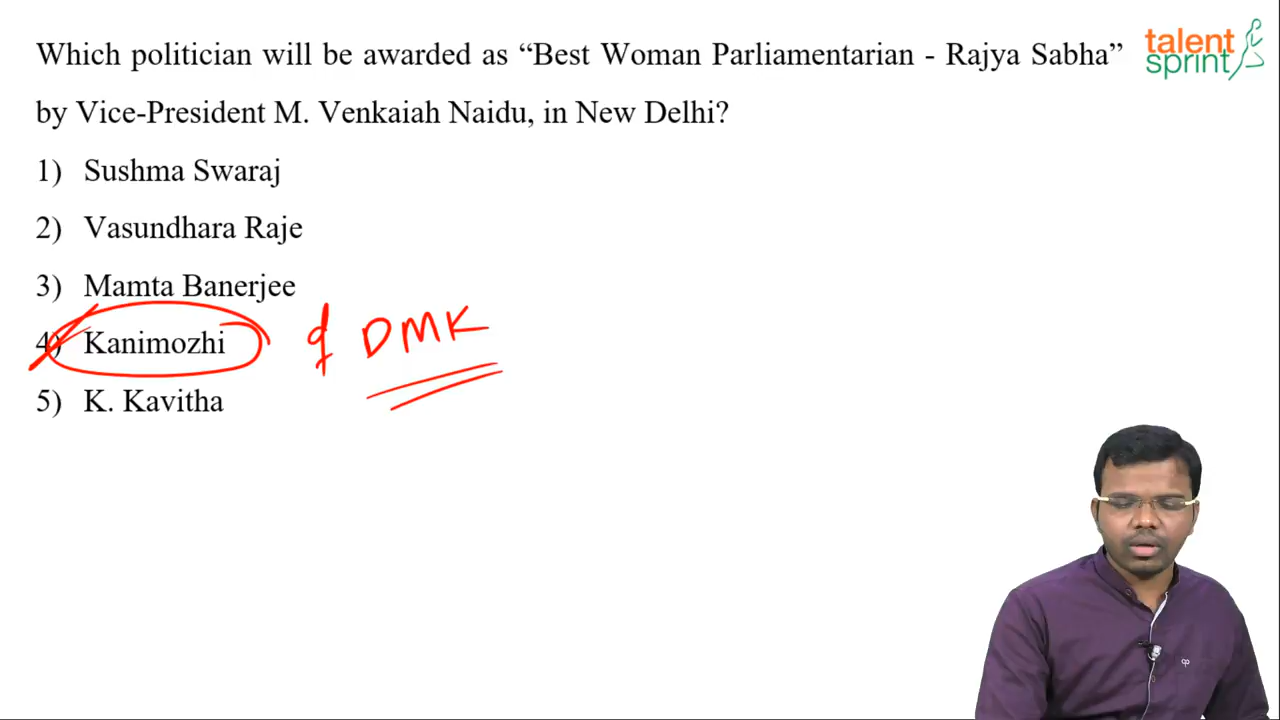 Which politician will be awarded as “Best Woman Parliamentarian - Rajya Sabha”
talent
sprint
by Vice-President M. Venkaiah Naidu, in New Delhi?
1) Sushma Swaraj
2) Vasundhara Raje
3) Mamta Banerjee
4) Kanimozhi
DMK
5) K. Kavitha